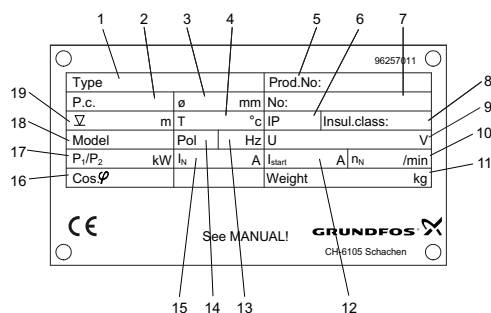 1 2 3 4 5 6 7
96257011
Type Prod.No:
P.c. ø mm No:
19 ∇ m T °c IP Insul.class: 8
18 Model Pol Hz U V 9
17 P1/P2 kW IN A Istart A nN /min 10
16 Cos.φ Weight kg 11
CE See MANUAL! GRUNDFOS
CH-6105 Schachen
15 14 13 12